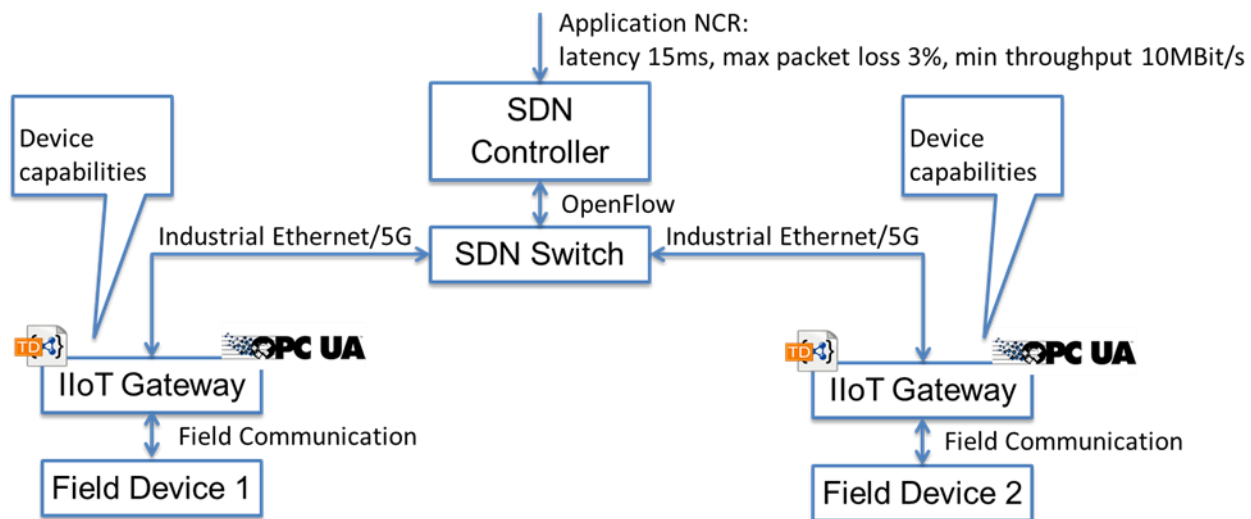 Application NCR:
latency 15ms, max packet loss 3%, min throughput 10MBit/s
SDN
Controller
Device
capabilities
Device
capabilities
OpenFlow
Industrial Ethernet/5G
SDN Switch
Industrial Ethernet/5G
TD
OPC UA
IIoT Gateway
TD
OPC UA
IIoT Gateway
Field Communication
Field Communication
Field Device 1
Field Device 2